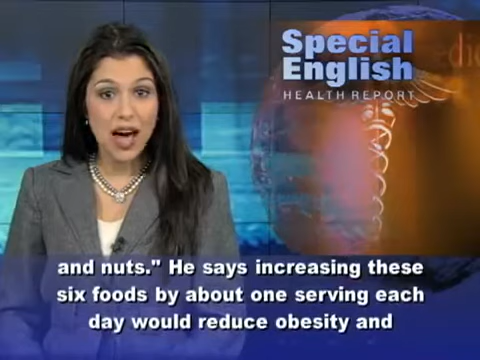 Special
English
HEALTH REPORT
and nuts." He says increasing these
six foods by about one serving each
day would reduce obesity and